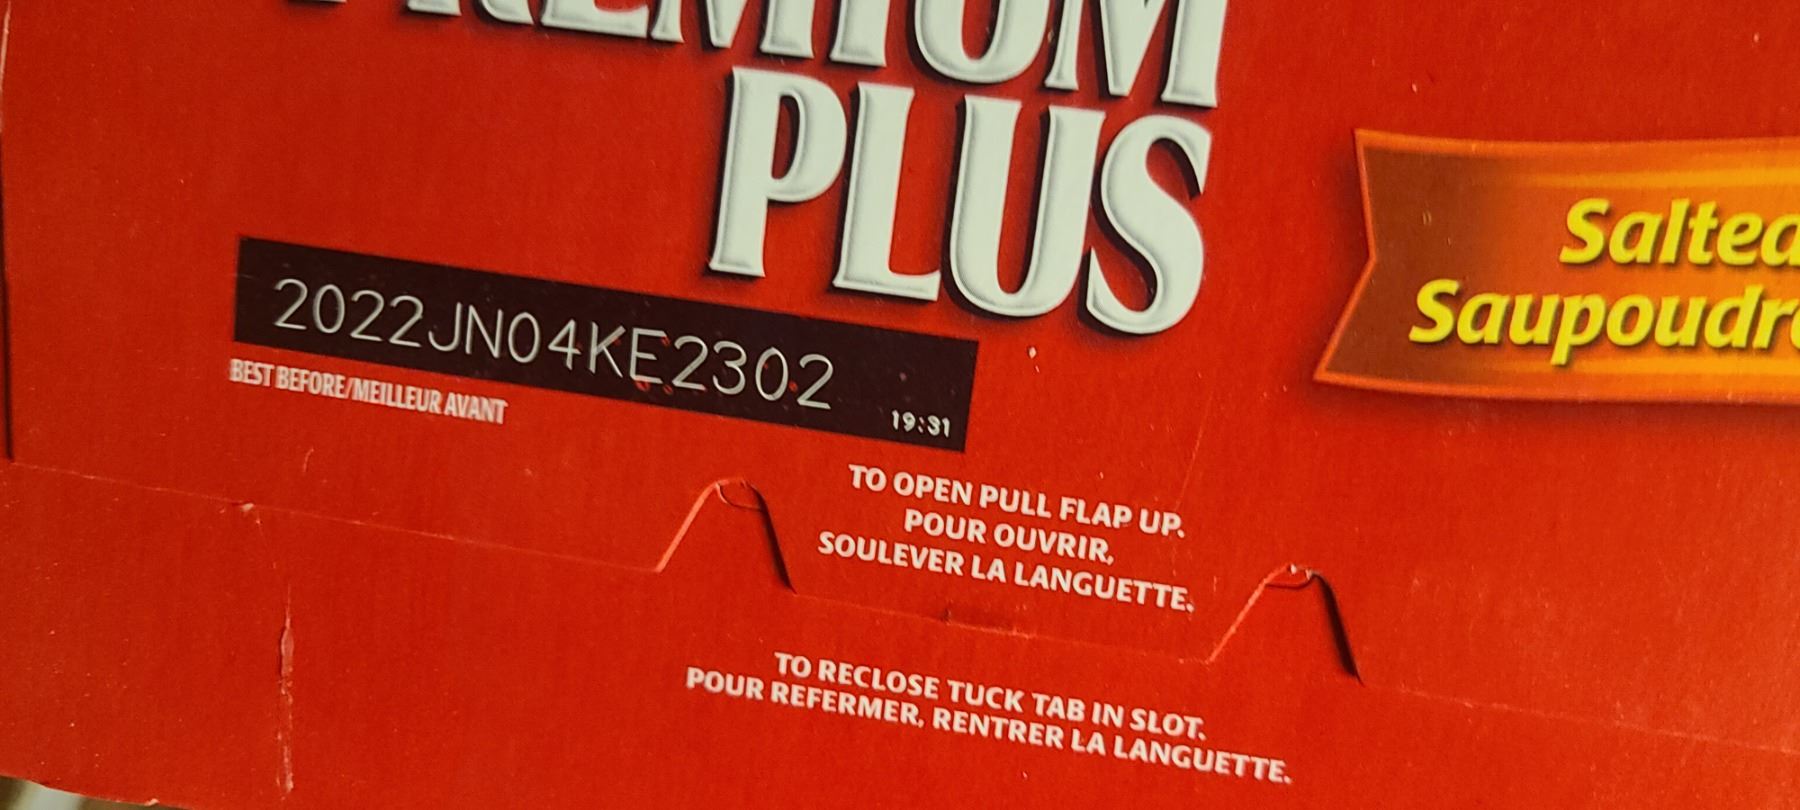 PREMIUM
PLUS
Salted
2022JN04KE2302
19:31
BEST BEFORE/MEILLEUR AVANT
TO OPEN PULL FLAP UP.
POUR OUVRIR,
SOULEVER LA LANGUETTE.
TO RECLOSE TUCK TAB IN SLOT.
POUR REFERMER, RENTRER LA LANGUETTE.